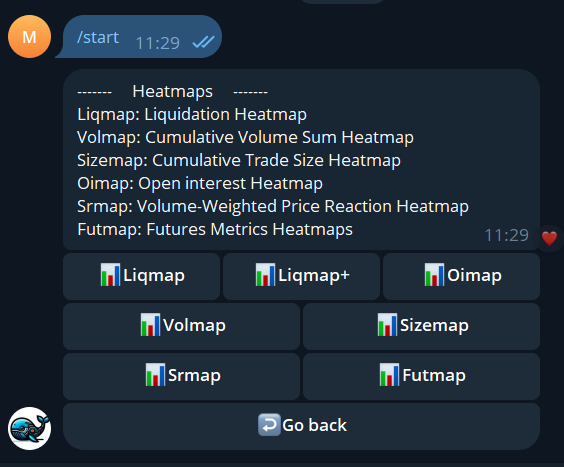 M
/start 11:29
------- Heatmaps -------
Liqmap: Liquidation Heatmap
Volmap: Cumulative Volume Sum Heatmap
Sizemap: Cumulative Trade Size Heatmap
Oimap: Open interest Heatmap
Srmap: Volume-Weighted Price Reaction Heatmap
Futmap: Futures Metrics Heatmaps
11:29
Liqmap Liqmap+ Oimap
Volmap Sizemap
Srmap Futmap
Go back